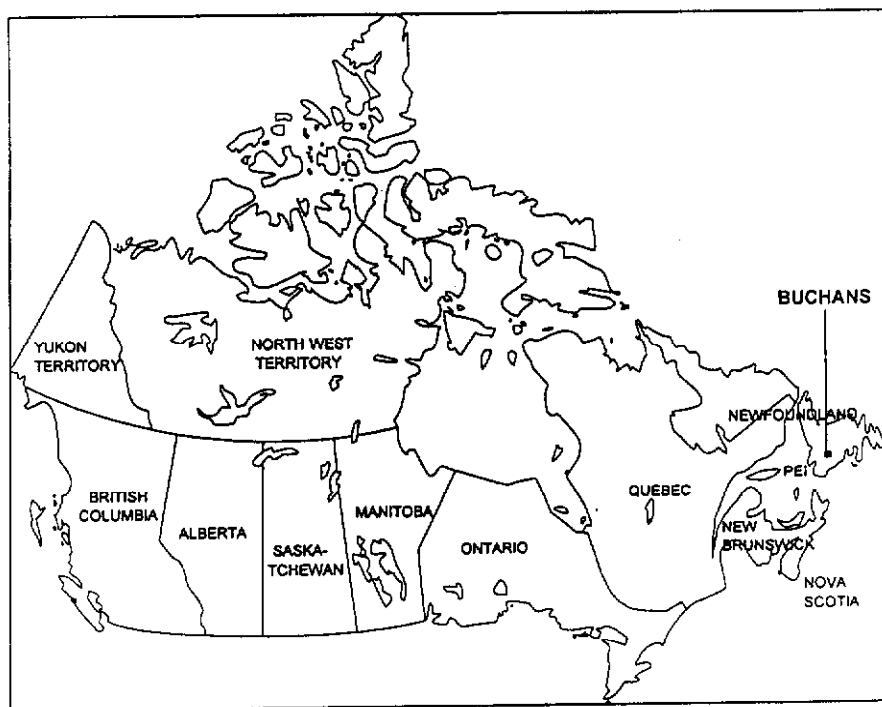 BUCHANS
YUKON
TERRITORY
NORTH WEST
TERRITORY
NEWFOUNDLAND
PEI
BRITISH
COLUMBIA
ALBERTA
SASKA-
TCHEWAN
MANITOBA
ONTARIO
QUEBEC
NEW
BRUNSWICK
NOVA
SCOTIA